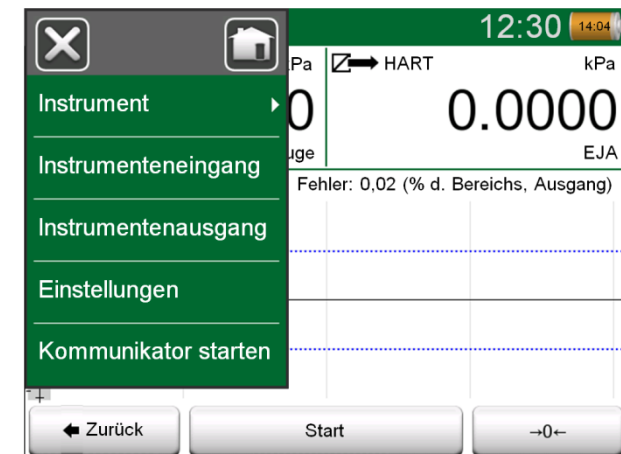 12:30 14:04
Instrument
Instrumenteneingang
Instrumentenausgang
Einstellungen
Kommunikator starten
Pa
0
uge
HART kPa
0.0000
EJA
Fehler: 0,02 (% d. Bereichs, Ausgang)
Zurück Start →0←